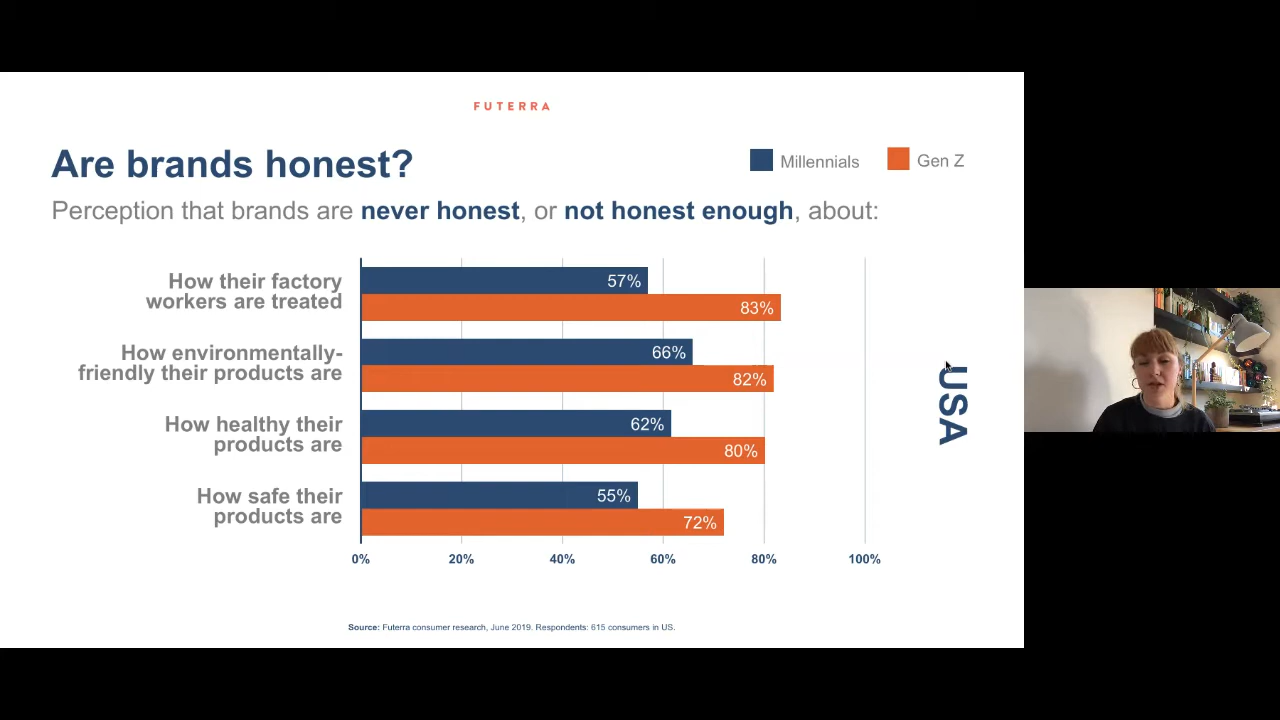 FUTERRA
Are brands honest?
Millennials
Gen Z
Perception that brands are never honest, or not honest enough, about:
How their factory
workers are treated
57%
83%
How environmentally-
friendly their products are
66%
82%
How healthy their
products are
62%
80%
How safe their
products are
55%
72%
0%
20%
40%
60%
80%
100%
USA
Source: Futerra consumer research, June 2019. Respondents: 615 consumers in US.